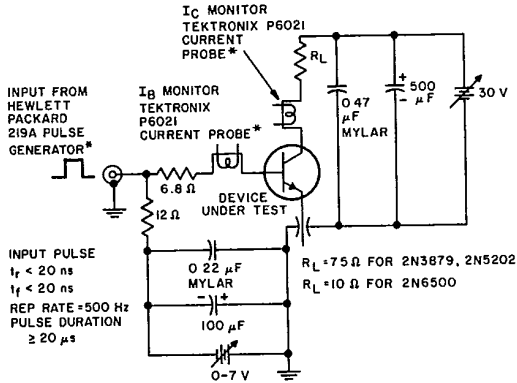 IC MONITOR
TEKTRONIX P6021
CURRENT
PROBE*
RL
INPUT FROM
HEWLETT
PACKARD
219A PULSE
GENERATOR*
IB MONITOR
TEKTRONIX
P6021
CURRENT PROBE*
0.47
µF
MYLAR
+
500
µF
−
30 V
6.8 Ω
DEVICE
UNDER TEST
12 Ω
INPUT PULSE
tr < 20 ns
tf < 20 ns
REP RATE = 500 Hz
PULSE DURATION
≥ 20 µs
0.22 µF
MYLAR
− +
100 µF
0-7 V
RL = 75 Ω FOR 2N3879, 2N5202
RL = 10 Ω FOR 2N6500